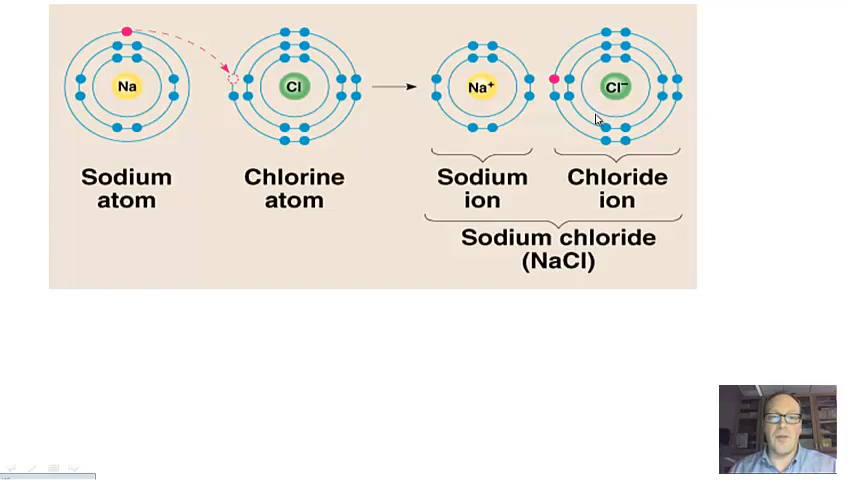 Na
Cl
Na⁺
Cl⁻
Sodium
atom
Chlorine
atom
Sodium
ion
Chloride
ion
Sodium chloride
(NaCl)